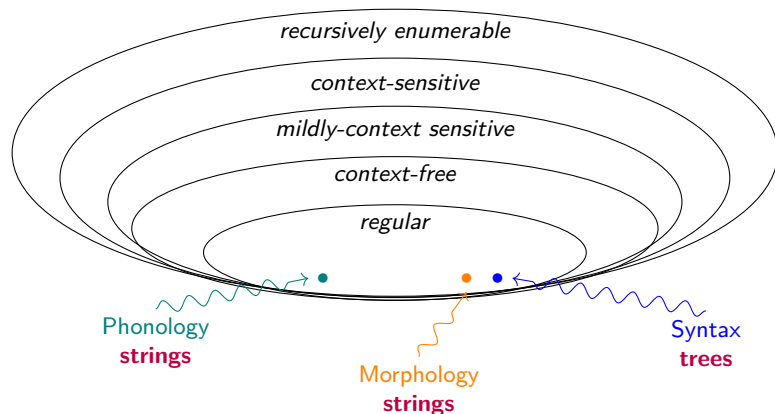 recursively enumerable
context-sensitive
mildly-context sensitive
context-free
regular
Phonology
strings
Morphology
strings
Syntax
trees